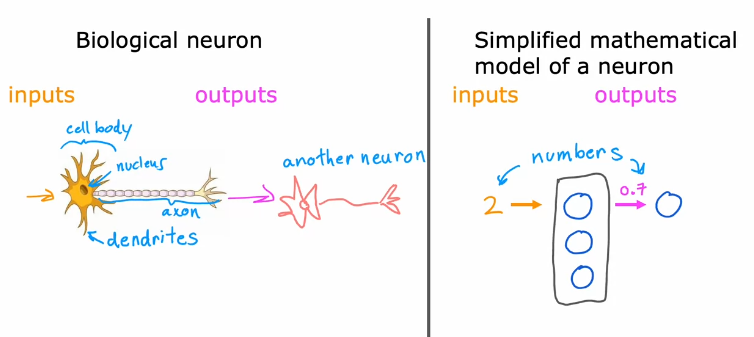 Biological neuron
inputs
outputs
cell body
nucleus
another neuron
axon
dendrites
Simplified mathematical
model of a neuron
inputs
outputs
numbers
2
0.7